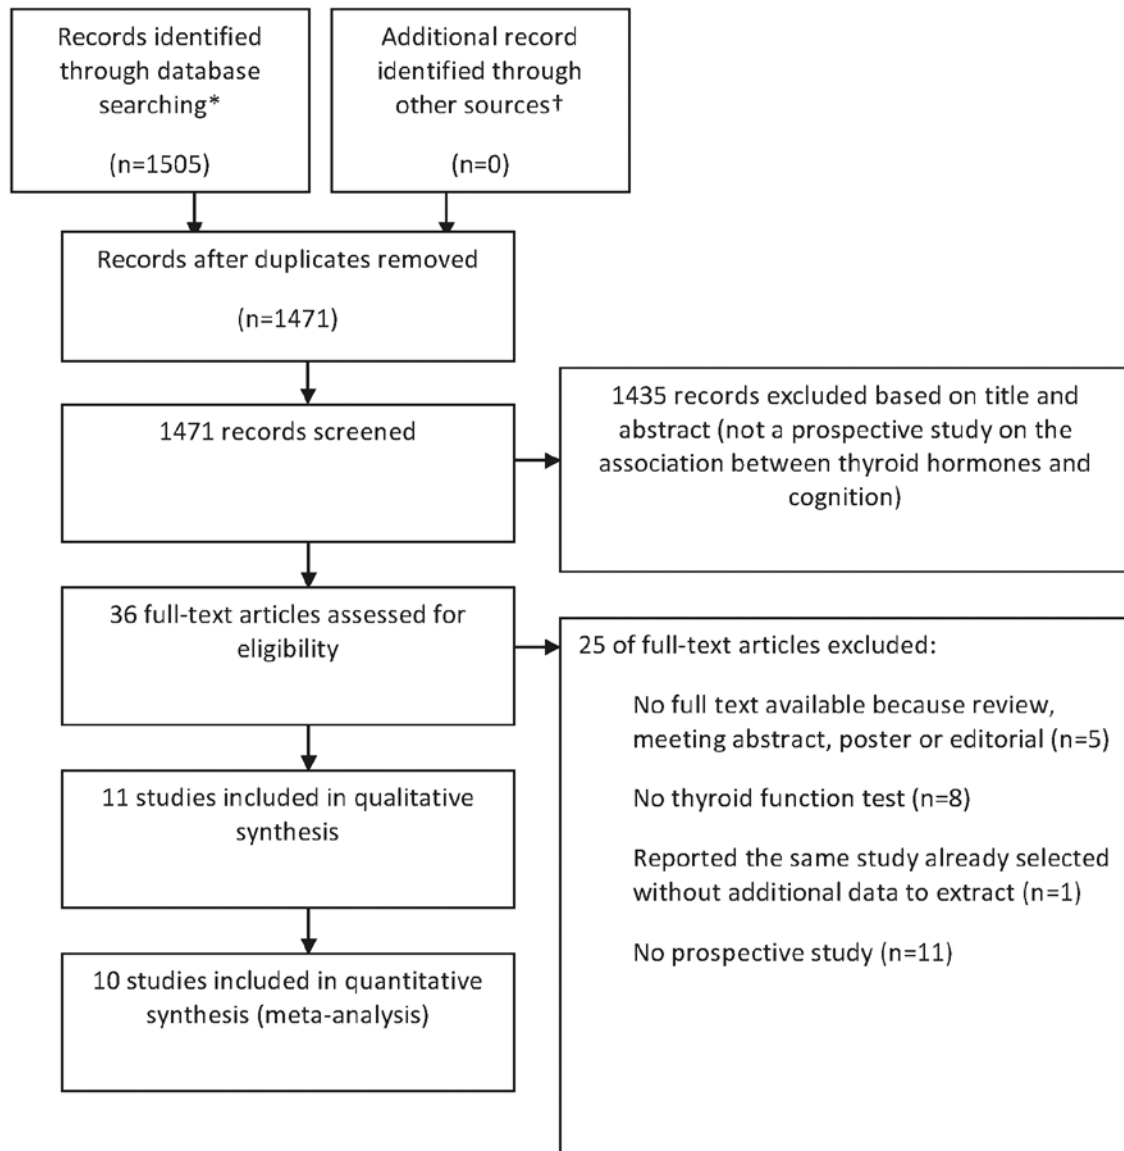 Records identified
through database
searching*
(n=1505)
Additional record
identified through
other sources†
(n=0)
Records after duplicates removed
(n=1471)
1471 records screened
1435 records excluded based on title and
abstract (not a prospective study on the
association between thyroid hormones and
cognition)
36 full-text articles assessed for
eligibility
25 of full-text articles excluded:
No full text available because review,
meeting abstract, poster or editorial (n=5)
No thyroid function test (n=8)
Reported the same study already selected
without additional data to extract (n=1)
No prospective study (n=11)
11 studies included in qualitative
synthesis
10 studies included in quantitative
synthesis (meta-analysis)